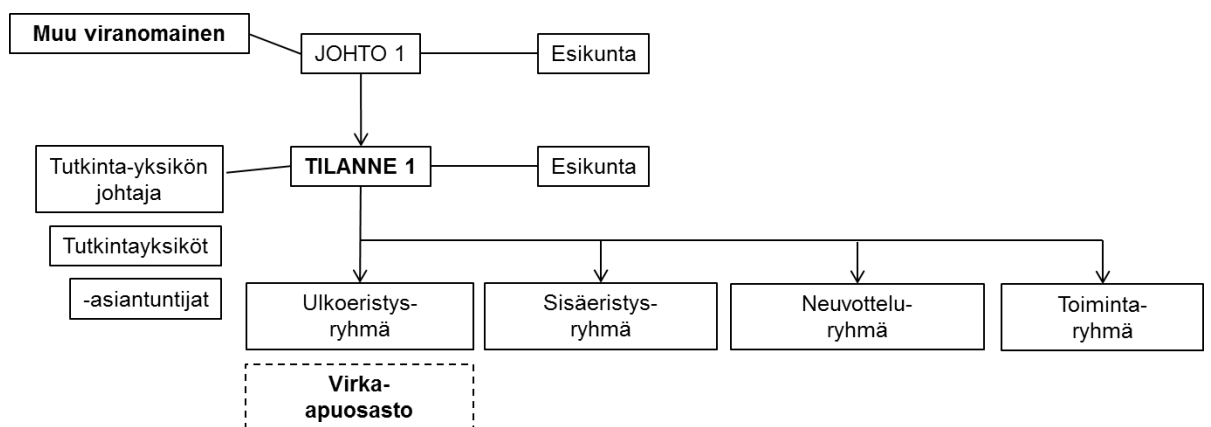 Muu viranomainen
JOHTO 1
Esikunta
Tutkinta-yksikön
johtaja
TILANNE 1
Esikunta
Tutkintayksiköt
-asiantuntijat
Ulkoeristys-
ryhmä
Sisäeristys-
ryhmä
Neuvottelu-
ryhmä
Toiminta-
ryhmä
Virka-
apuosasto